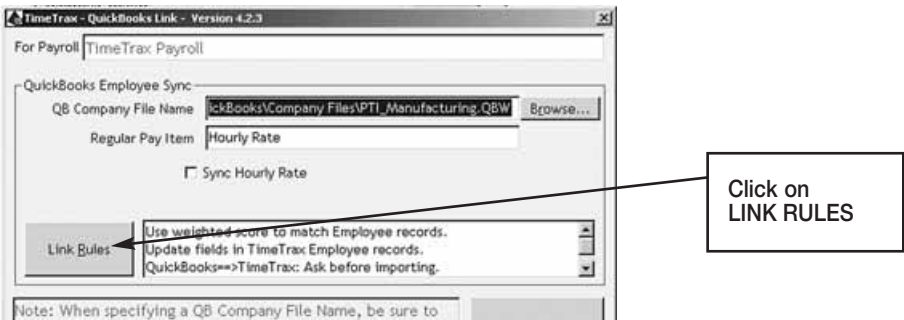 TimeTrax - QuickBooks Link - Version 4.2.3
For Payroll TimeTrax Payroll
QuickBooks Employee Sync
QB Company File Name ickBooks\Company Files\PTI_Manufacturing.QBW Browse...
Regular Pay Item Hourly Rate
Sync Hourly Rate
Click on
LINK RULES
Link Rules
Use weighted score to match Employee records.
Update fields in TimeTrax Employee records.
QuickBooks==>TimeTrax: Ask before importing.
Note: When specifying a QB Company File Name, be sure to